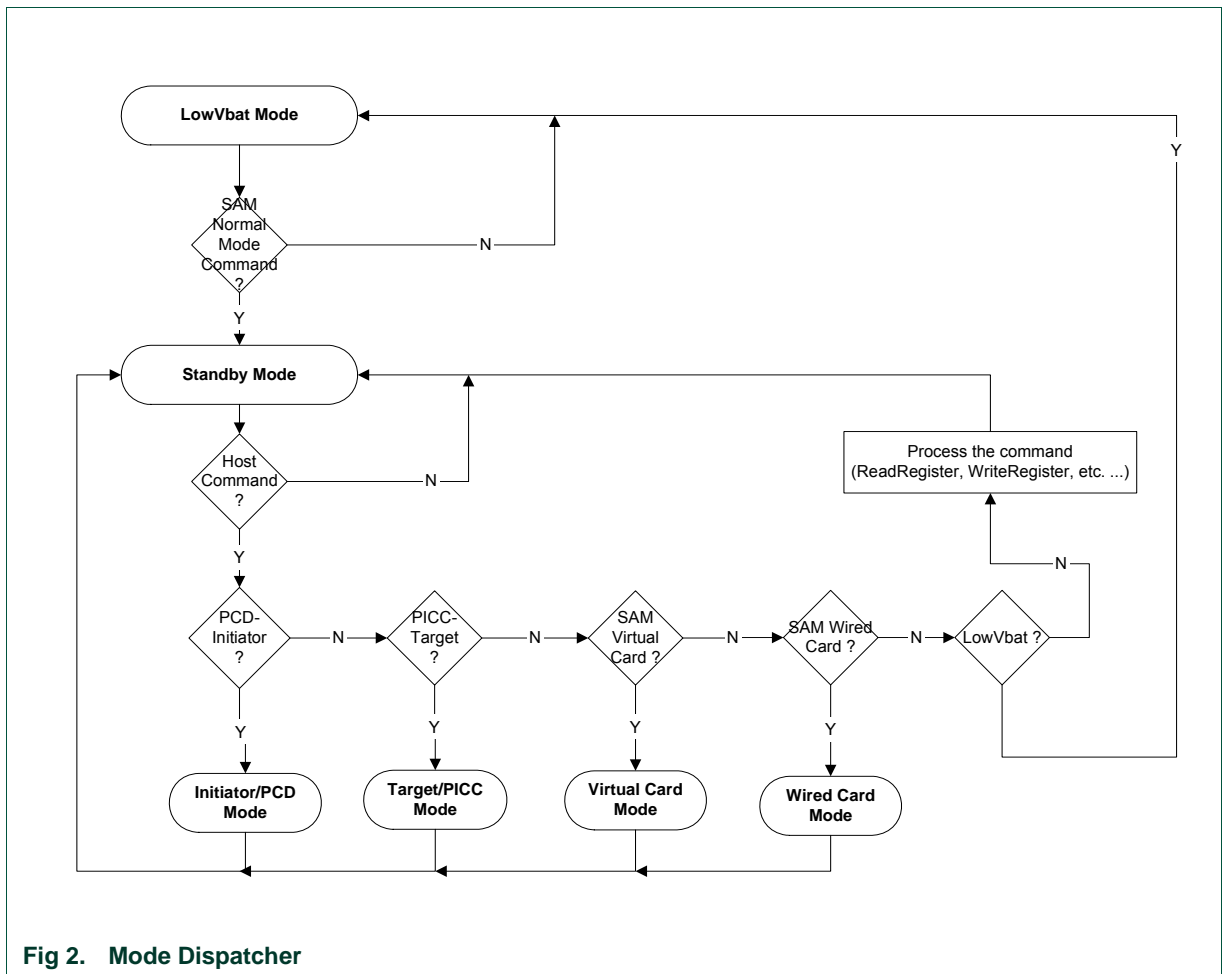 LowVbat Mode
Y
SAM
Normal
Mode
Command
?
N
Y
Standby Mode
Process the command
(ReadRegister, WriteRegister, etc. ...)
Host
Command
?
N
Y
N
PCD-
Initiator
?
N
PICC-
Target
?
N
SAM
Virtual
Card ?
N
SAM Wired
Card ?
N
LowVbat ?
Y
Y
Y
Y
Initiator/PCD
Mode
Target/PICC
Mode
Virtual Card
Mode
Wired Card
Mode
Fig 2. Mode Dispatcher